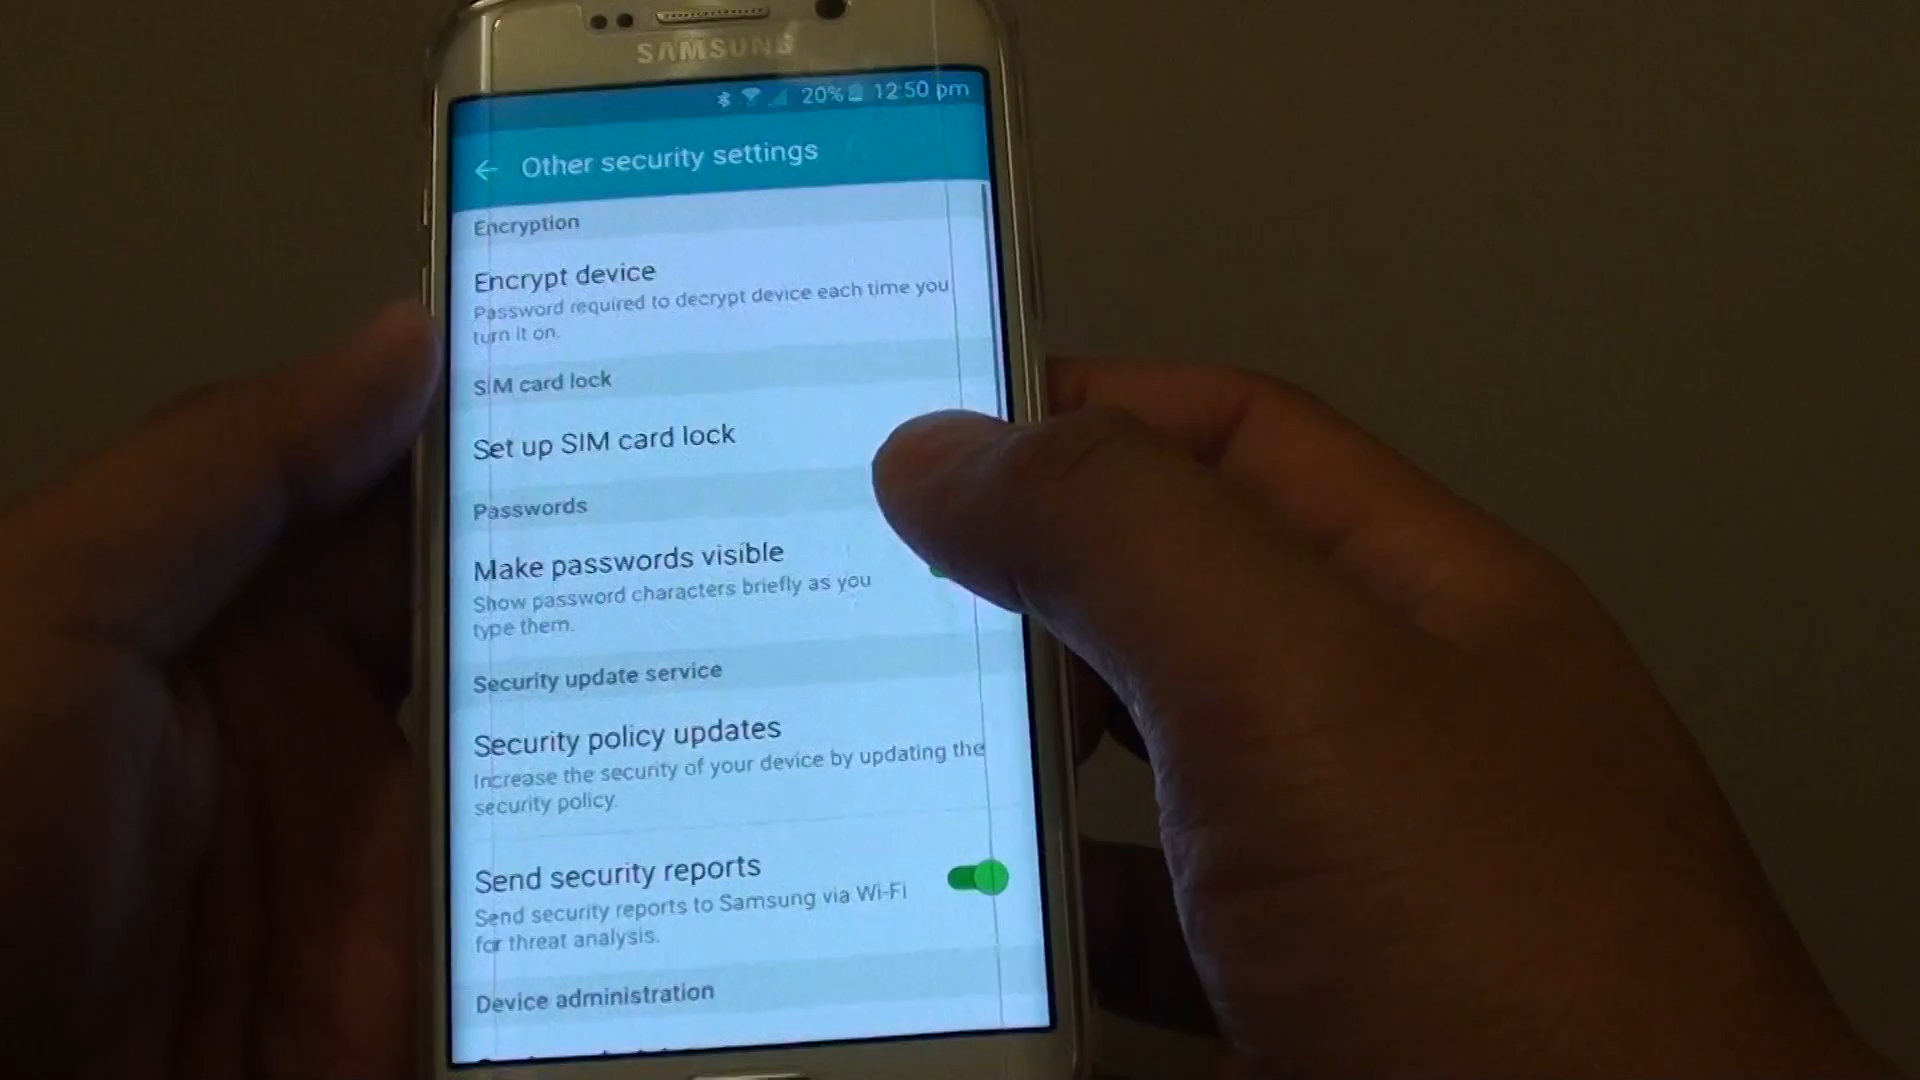 SAMSUNG
20% 12:50 pm
Other security settings
Encryption
Encrypt device
Password required to decrypt device each time you
turn it on.
SIM card lock
Set up SIM card lock
Passwords
Make passwords visible
Show password characters briefly as you
type them.
Security update service
Security policy updates
Increase the security of your device by updating the
security policy.
Send security reports
Send security reports to Samsung via Wi-Fi
for threat analysis.
Device administration